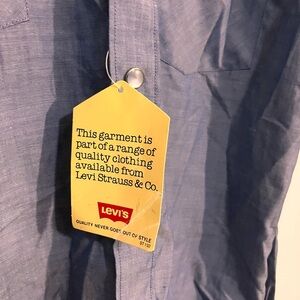 This garment is
part of a range of
quality clothing
available from
Levi Strauss & Co.
LEVI'S
QUALITY NEVER GOES OUT OF STYLE